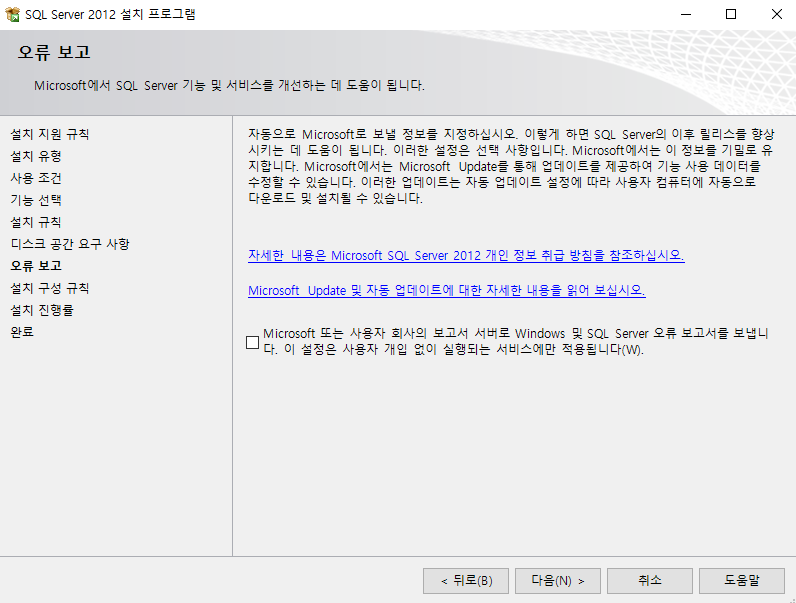 SQL Server 2012 설치 프로그램
오류 보고
Microsoft에서 SQL Server 기능 및 서비스를 개선하는 데 도움이 됩니다.
설치 지원 규칙
설치 유형
사용 조건
기능 선택
설치 규칙
디스크 공간 요구 사항
오류 보고
설치 구성 규칙
설치 진행률
완료
자동으로 Microsoft로 보낼 정보를 지정하십시오. 이렇게 하면 SQL Server의 이후 릴리스를 향상
시키는 데 도움이 됩니다. 이러한 설정은 선택 사항입니다. Microsoft에서는 이 정보를 기밀로 유
지합니다. Microsoft에서는 Microsoft Update를 통해 업데이트를 제공하여 기능 사용 데이터를
수정할 수 있습니다. 이러한 업데이트는 자동 업데이트 설정에 따라 사용자 컴퓨터에 자동으로
다운로드 및 설치될 수 있습니다.
자세한 내용은 Microsoft SQL Server 2012 개인 정보 취급 방침을 참조하십시오.
Microsoft Update 및 자동 업데이트에 대한 자세한 내용을 읽어 보십시오.
Microsoft 또는 사용자 회사의 보고서 서버로 Windows 및 SQL Server 오류 보고서를 보냅니
다. 이 설정은 사용자 개입 없이 실행되는 서비스에만 적용됩니다(W).
< 뒤로(B)
다음(N) >
취소
도움말